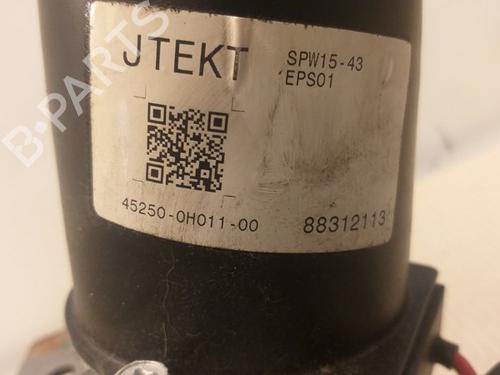 JTEKT
SPW15-43
EPS01
45250-0H011-00
88312113
B-PARTS